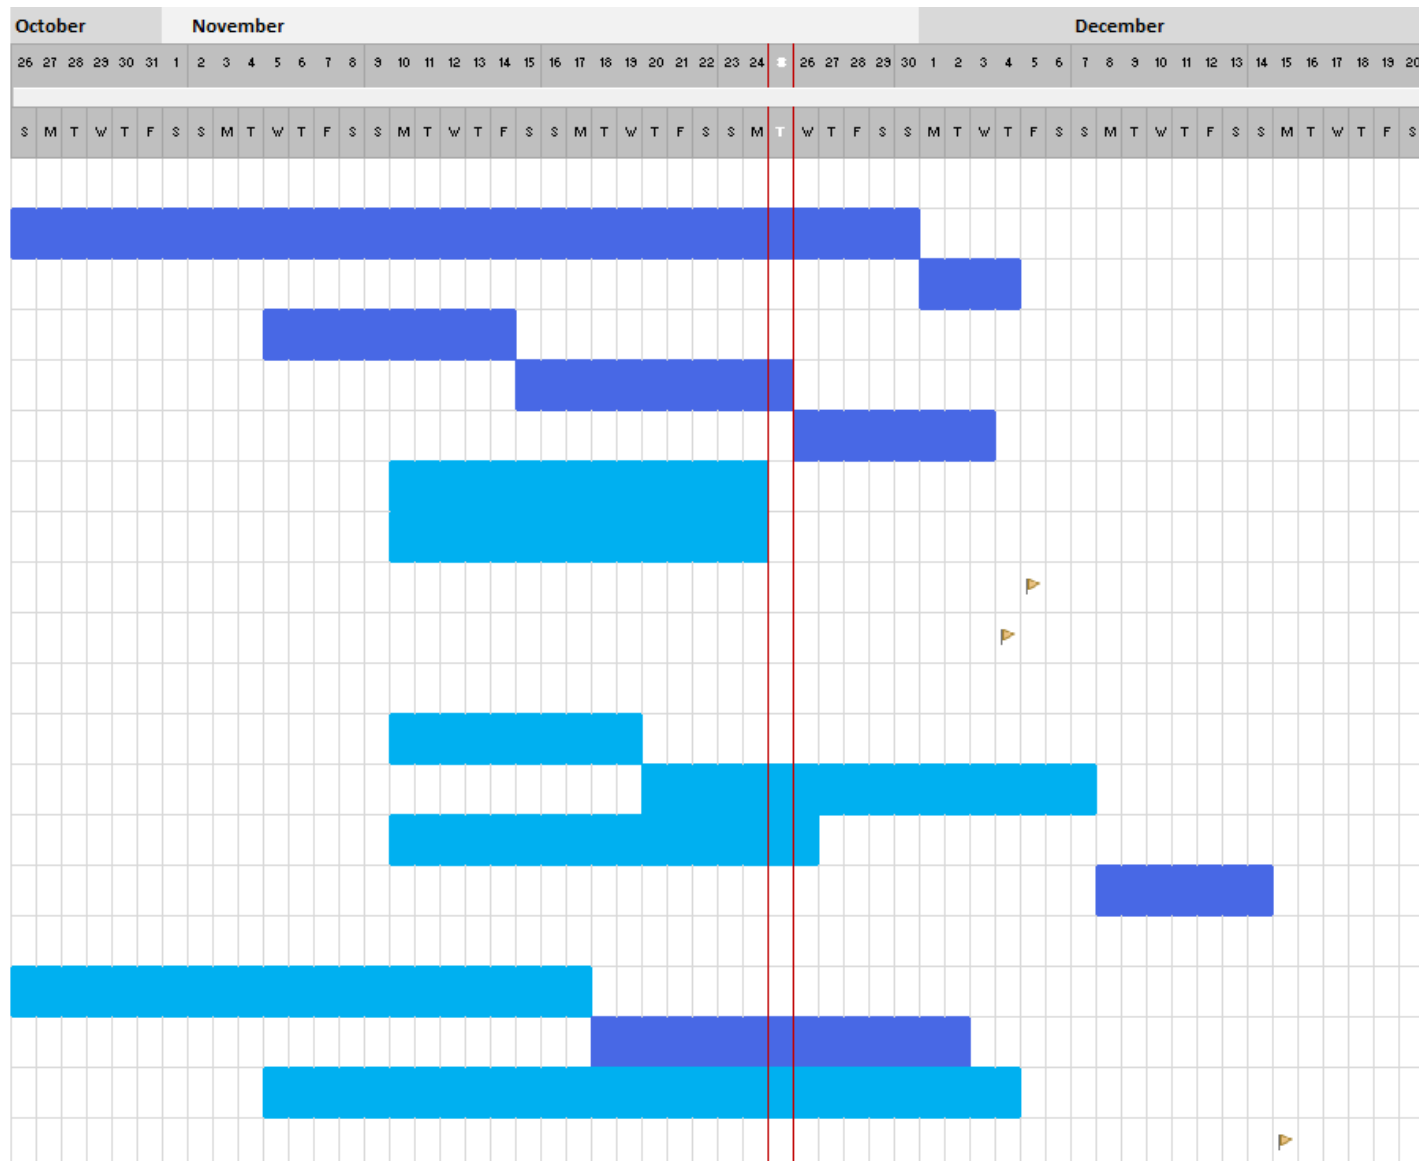 October November December
26 27 28 29 30 31 1 2 3 4 5 6 7 8 9 10 11 12 13 14 15 16 17 18 19 20 21 22 23 24 26 27 28 29 30 1 2 3 4 5 6 7 8 9 10 11 12 13 14 15 16 17 18 19 20
S M T W T F S S M T W T F S S M T W T F S S M T W T F S S M T W T F S S M T W T F S S M T W T F S S M T W T F S